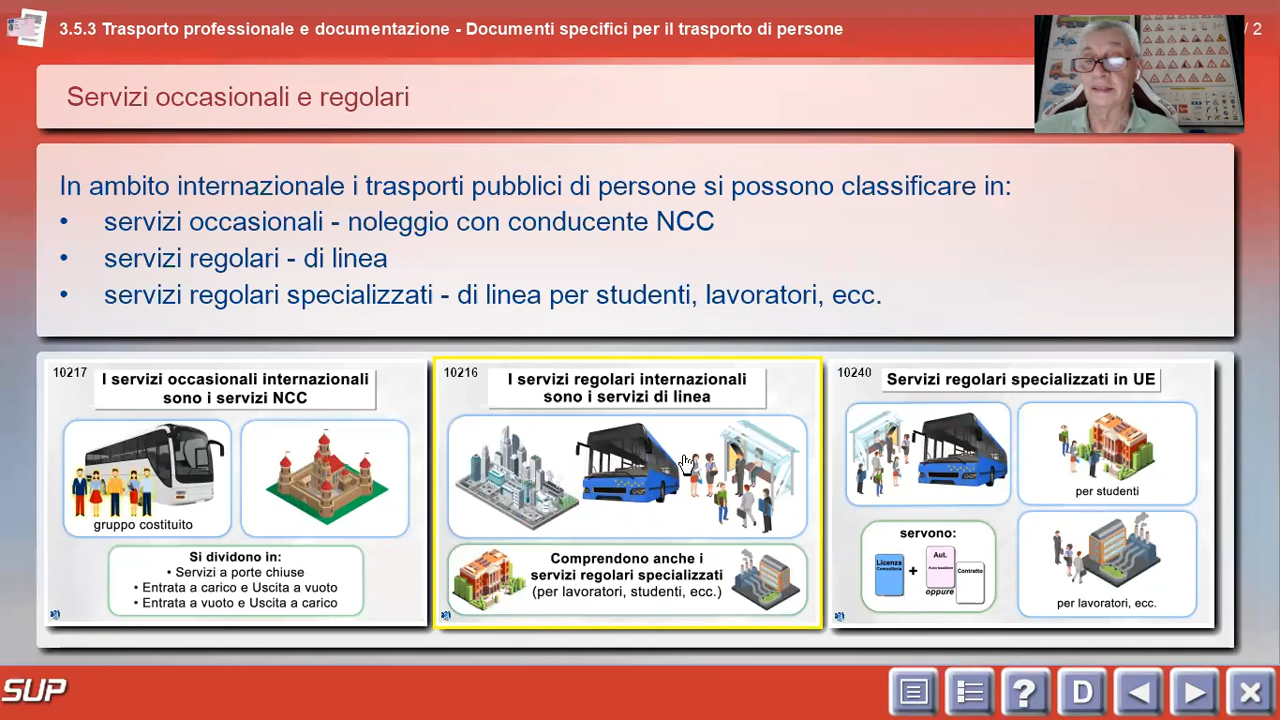 3.5.3 Trasporto professionale e documentazione - Documenti specifici per il trasporto di persone
/ 2
Servizi occasionali e regolari
In ambito internazionale i trasporti pubblici di persone si possono classificare in:
• servizi occasionali - noleggio con conducente NCC
• servizi regolari - di linea
• servizi regolari specializzati - di linea per studenti, lavoratori, ecc.
10217
I servizi occasionali internazionali
sono i servizi NCC
gruppo costituito
Si dividono in:
• Servizi a porte chiuse
• Entrata a carico e Uscita a vuoto
• Entrata a vuoto e Uscita a carico
10216
I servizi regolari internazionali
sono i servizi di linea
Comprendono anche i
servizi regolari specializzati
(per lavoratori, studenti, ecc.)
10240
Servizi regolari specializzati in UE
per studenti
servono:
Licenza
Comunitaria
+
Aut.
Autorizzazione
oppure
Contratto
per lavoratori, ecc.
SUP
?
D